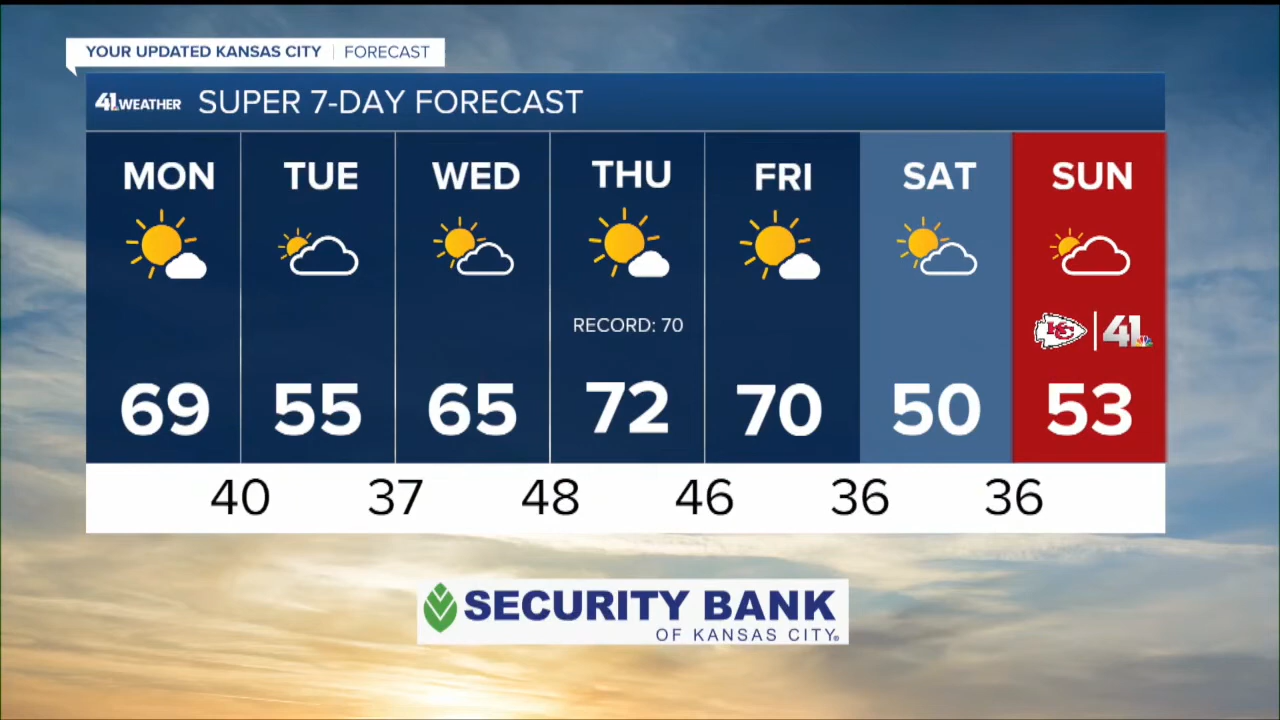 YOUR UPDATED KANSAS CITY | FORECAST
41 WEATHER SUPER 7-DAY FORECAST
MON TUE WED THU FRI SAT SUN
RECORD: 70
KC | 41
69 55 65 72 70 50 53
40 37 48 46 36 36
SECURITY BANK
OF KANSAS CITY®